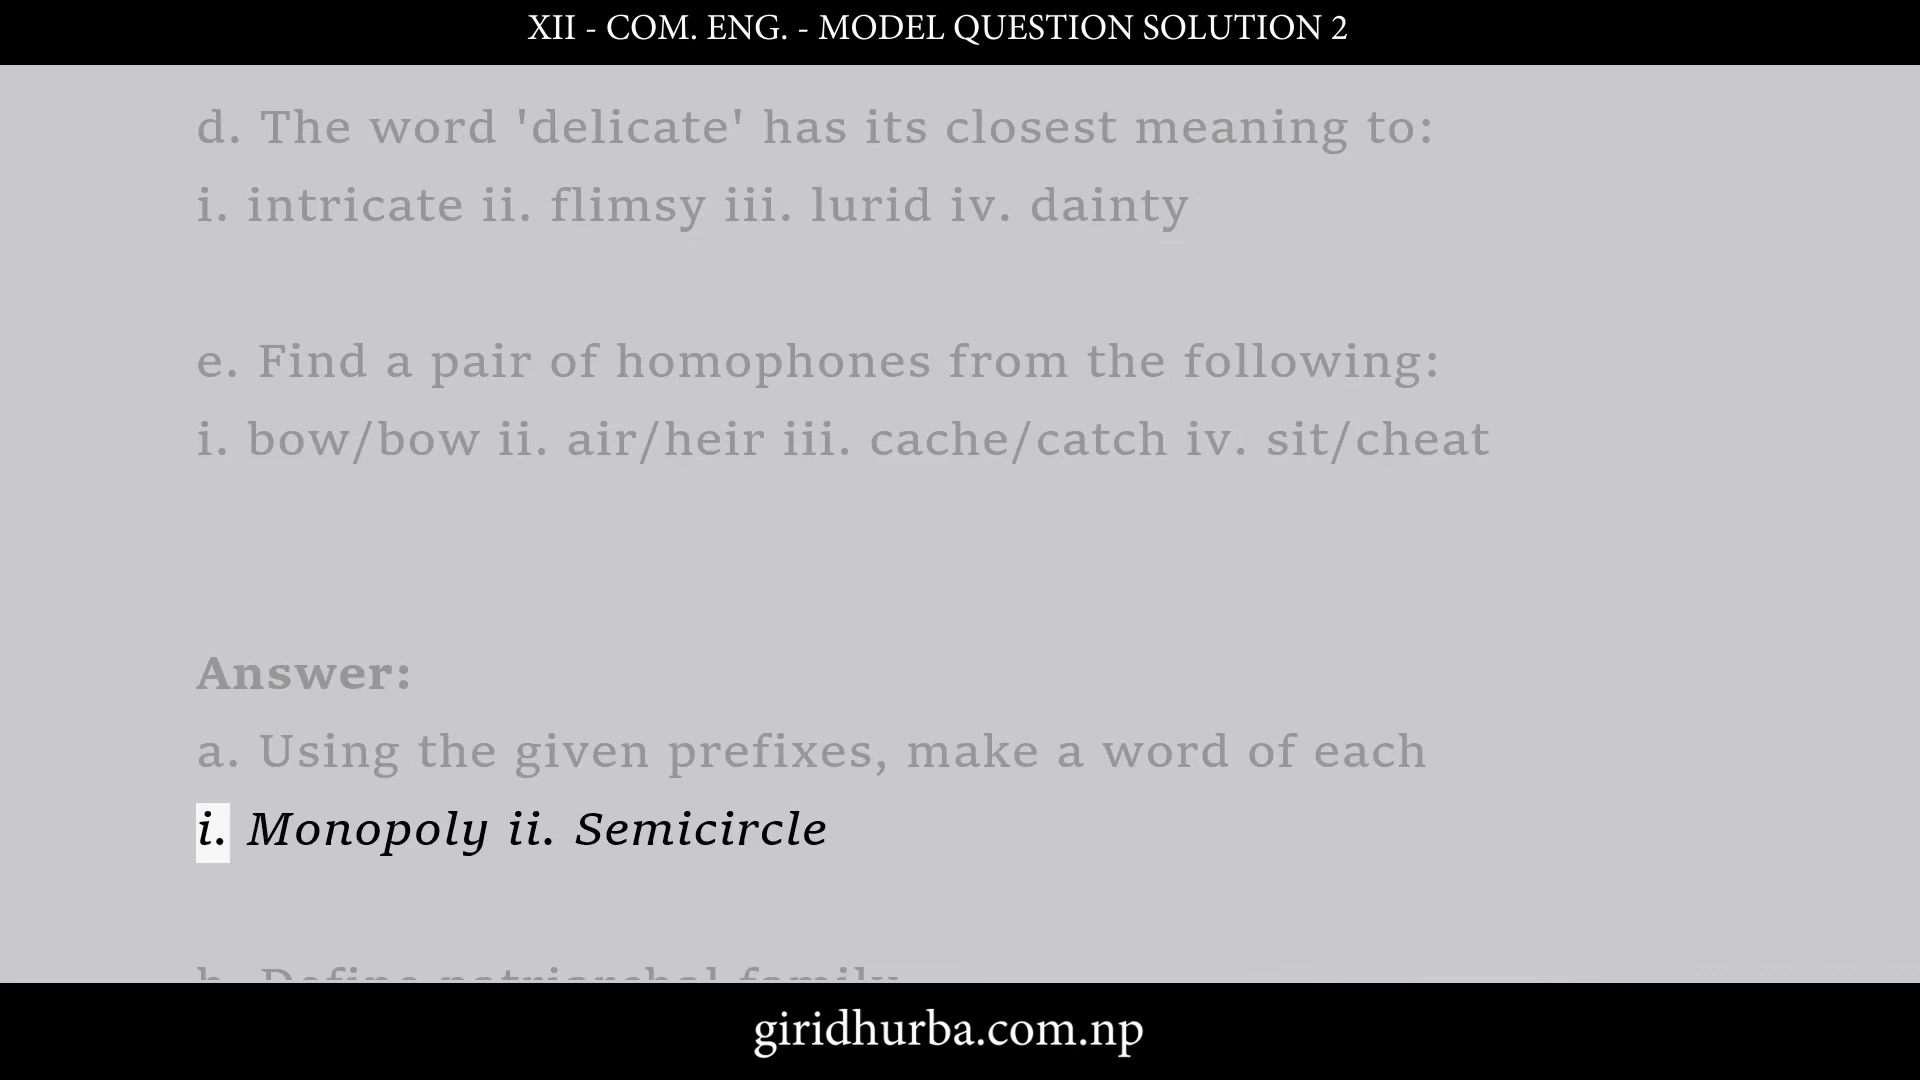 XII - COM. ENG. - MODEL QUESTION SOLUTION 2
d. The word 'delicate' has its closest meaning to:
i. intricate ii. flimsy iii. lurid iv. dainty
e. Find a pair of homophones from the following:
i. bow/bow ii. air/heir iii. cache/catch iv. sit/cheat
Answer:
a. Using the given prefixes, make a word of each
i. Monopoly ii. Semicircle
b. Define patriarchal family
giridhurba.com.np